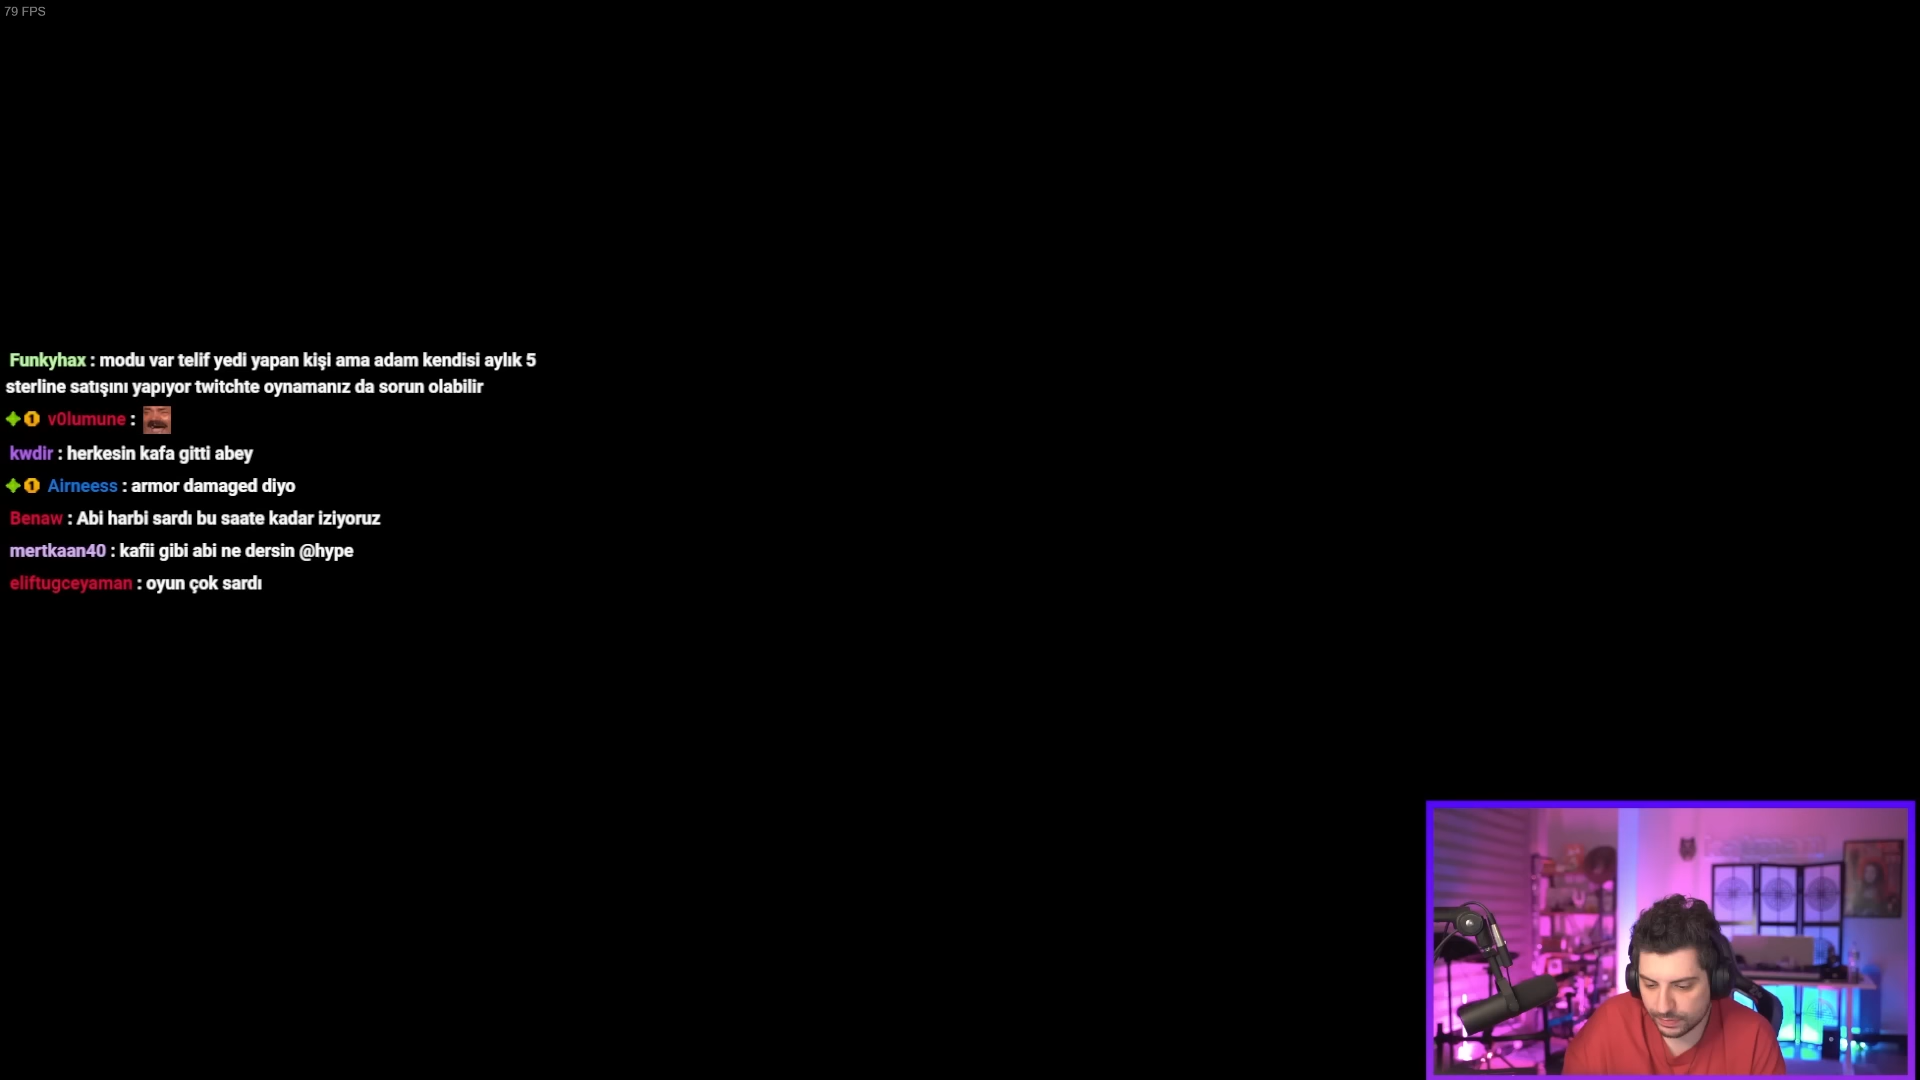 79 FPS
Funkyhax : modu var telif yedi yapan kişi ama adam kendisi aylık 5
sterline satışını yapıyor twitchte oynamanız da sorun olabilir
1 v0lumune :
kwdir : herkesin kafa gitti abey
1 Airneess : armor damaged diyo
Benaw : Abi harbi sardı bu saate kadar iziyoruz
mertkaan40 : kafii gibi abi ne dersin @hype
eliftugceyaman : oyun çok sardı